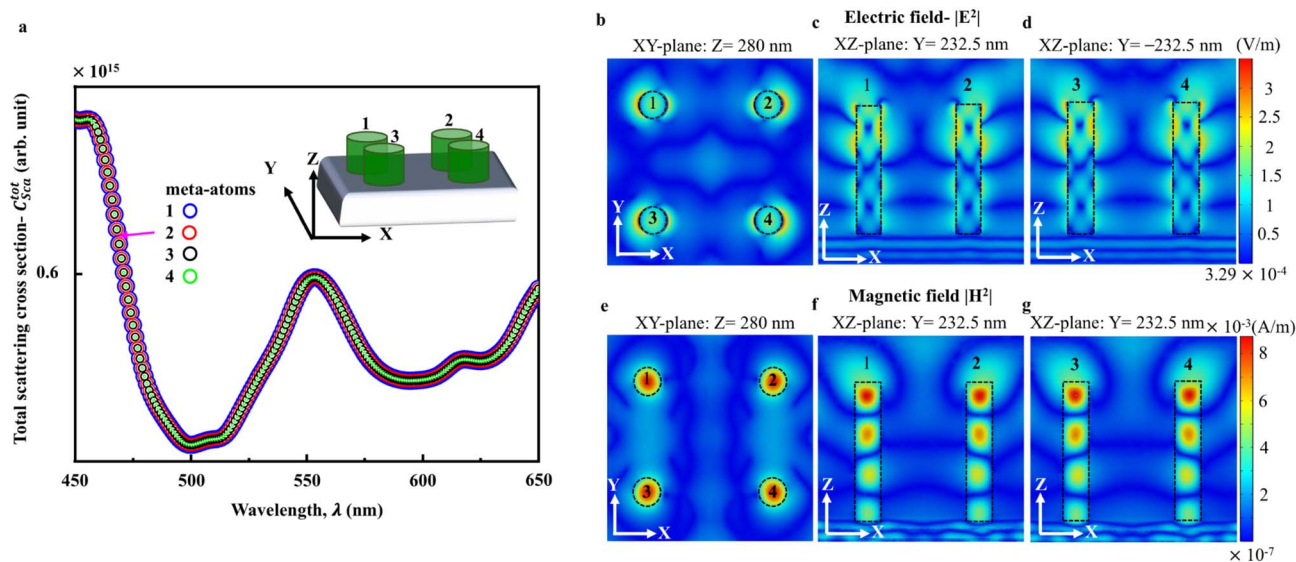 a
× 10¹⁵
Total scattering cross section- C^{tot}_{Sca} (arb. unit)
0.6
meta-atoms
1
2
3
4
1
2
3
4
Y
Z
X
450
500
550
600
650
Wavelength, λ (nm)
b
c
Electric field- |E²|
d
XY-plane: Z= 280 nm
XZ-plane: Y= 232.5 nm
XZ-plane: Y= −232.5 nm
(V/m)
1
2
3
4
Y
X
1
2
Z
X
3
4
Z
X
3
2.5
2
1.5
1
0.5
3.29 × 10⁻⁴
e
f
Magnetic field |H²|
g
XY-plane: Z= 280 nm
XZ-plane: Y= 232.5 nm
XZ-plane: Y= 232.5 nm
× 10⁻³(A/m)
1
2
3
4
Y
X
1
2
Z
X
3
4
Z
X
8
6
4
2
× 10⁻⁷